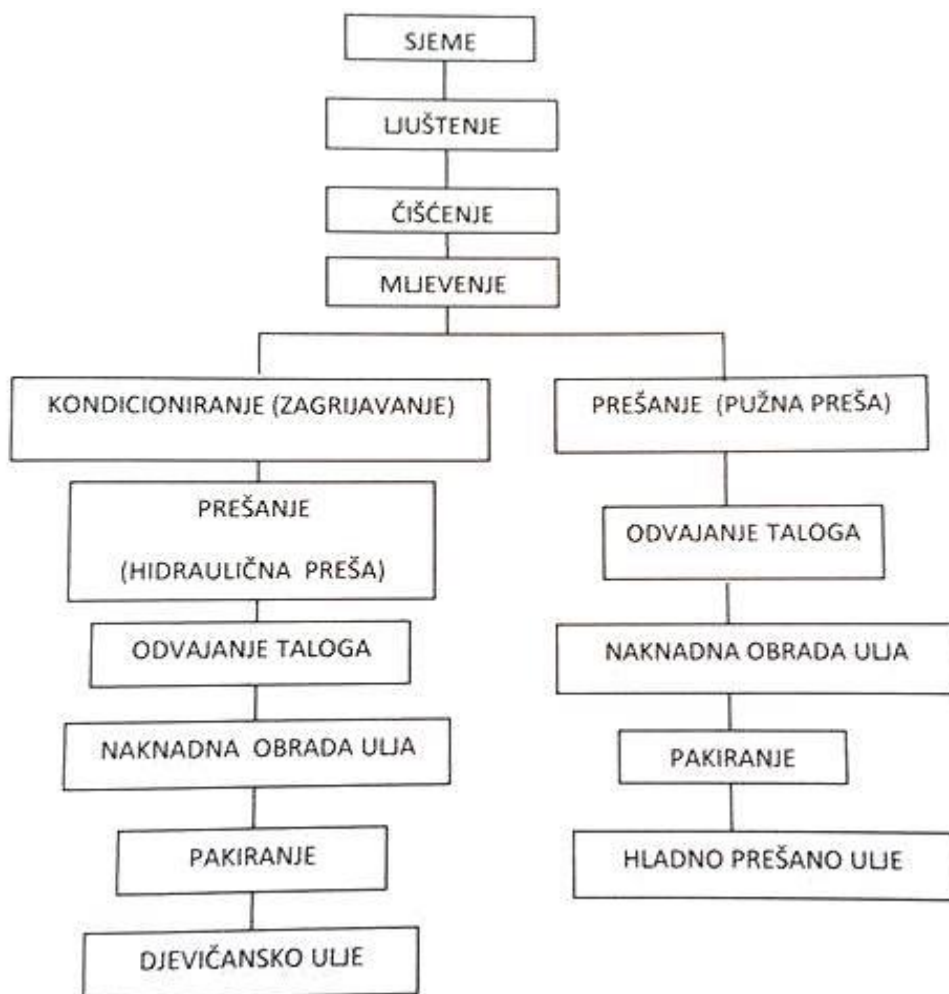 SJEME
LJUŠTENJE
ČIŠĆENJE
MLJEVENJE
KONDICIONIRANJE (ZAGRIJAVANJE)
PREŠANJE
(HIDRAULIČNA PREŠA)
ODVAJANJE TALOGA
NAKNADNA OBRADA ULJA
PAKIRANJE
DJEVIČANSKO ULJE
PREŠANJE (PUŽNA PREŠA)
ODVAJANJE TALOGA
NAKNADNA OBRADA ULJA
PAKIRANJE
HLADNO PREŠANO ULJE